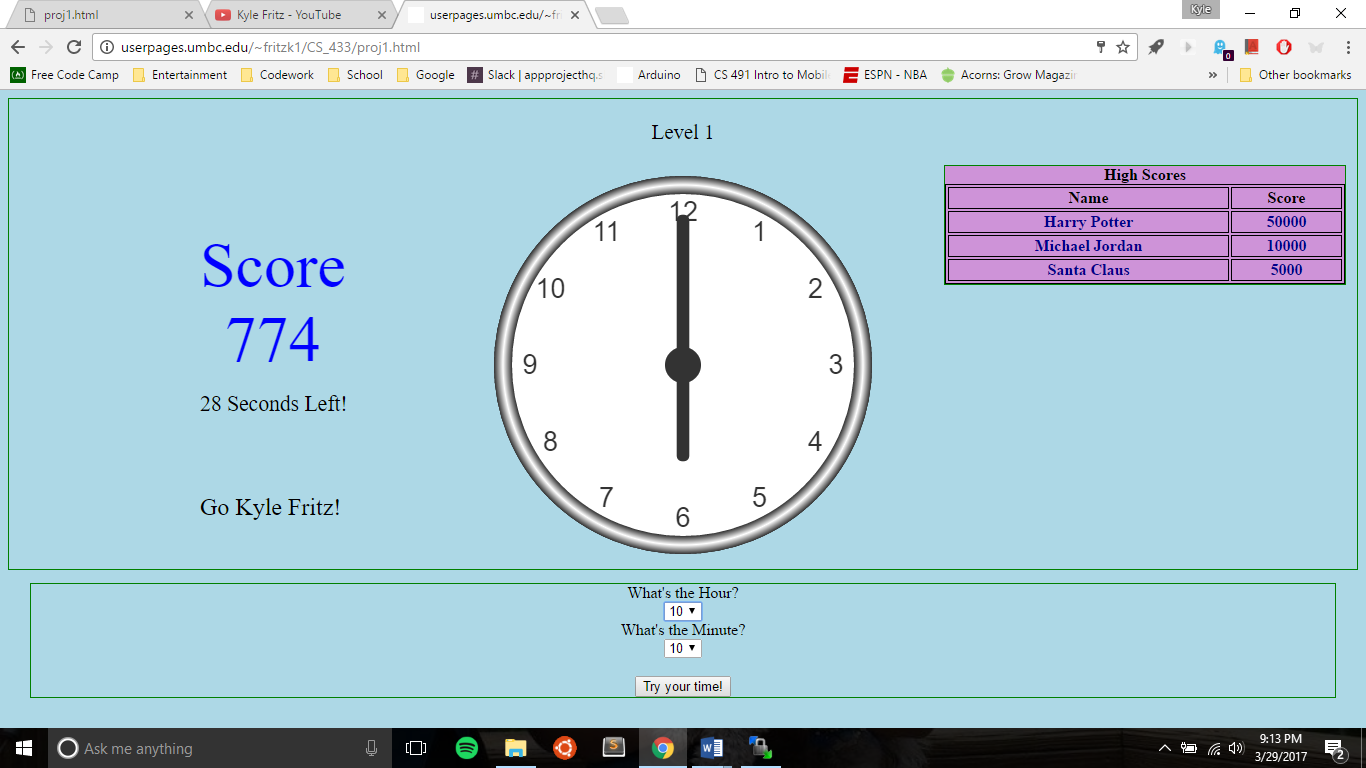 proj1.html
Kyle Fritz - YouTube
userpages.umbc.edu/~fr
Kyle
userpages.umbc.edu/~fritzk1/CS_433/proj1.html
0
Free Code Camp
Entertainment
Codework
School
Google
# Slack | appprojecthq.s
Arduino
CS 491 Intro to Mobil
ESPN - NBA
Acorns: Grow Magazi
»
Other bookmarks
Level 1
Score
774
28 Seconds Left!
Go Kyle Fritz!
12
1
2
3
4
5
6
7
8
9
10
11
High Scores
Name Score
Harry Potter 50000
Michael Jordan 10000
Santa Claus 5000
What's the Hour?
10
What's the Minute?
10
Try your time!
Ask me anything
S
W
9:13 PM
3/29/2017
2